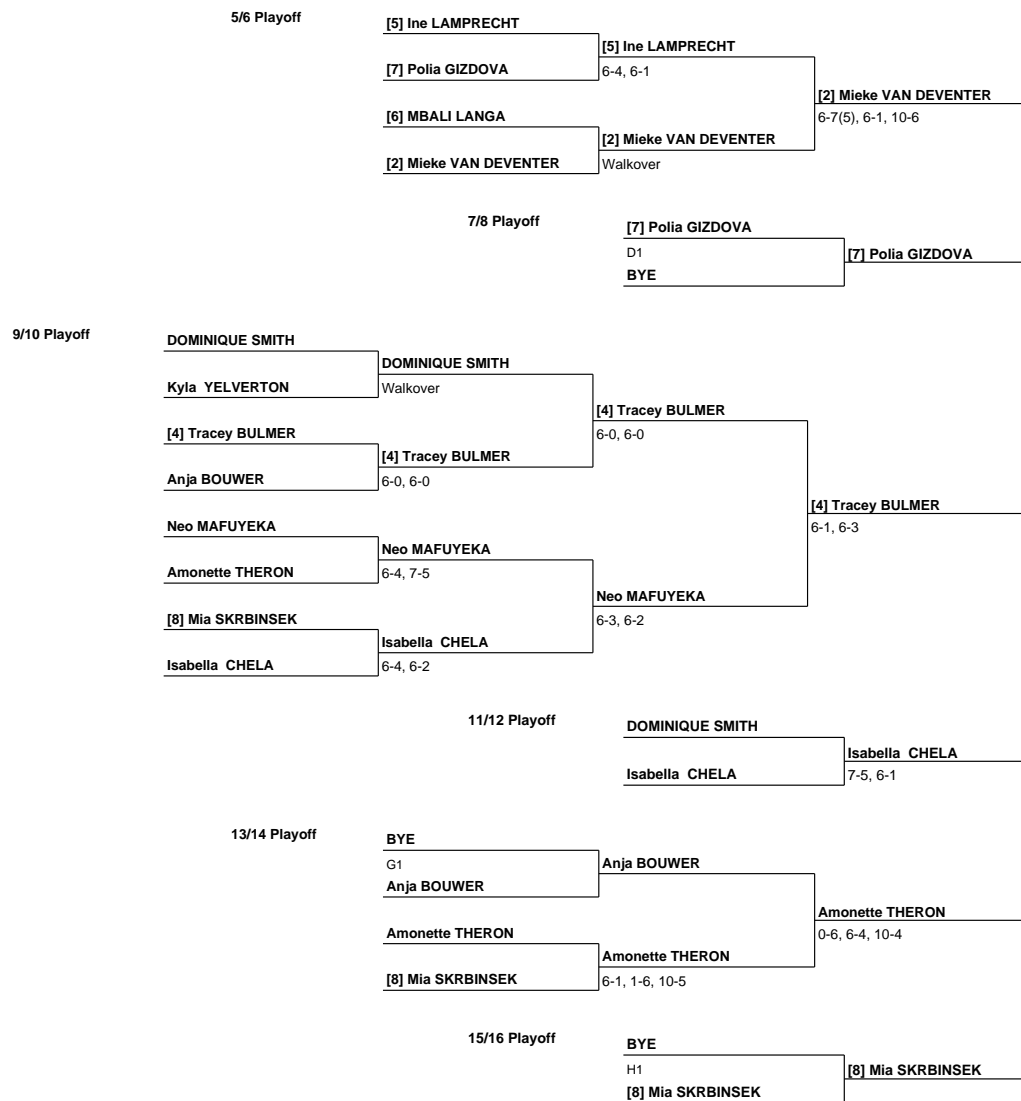 5/6 Playoff
[5] Ine LAMPRECHT
[5] Ine LAMPRECHT
[7] Polia GIZDOVA
6-4, 6-1
[2] Mieke VAN DEVENTER
[6] MBALI LANGA
6-7(5), 6-1, 10-6
[2] Mieke VAN DEVENTER
[2] Mieke VAN DEVENTER
Walkover
7/8 Playoff
[7] Polia GIZDOVA
D1
[7] Polia GIZDOVA
BYE
9/10 Playoff
DOMINIQUE SMITH
DOMINIQUE SMITH
Kyla YELVERTON
Walkover
[4] Tracey BULMER
[4] Tracey BULMER
6-0, 6-0
[4] Tracey BULMER
Anja BOUWER
6-0, 6-0
[4] Tracey BULMER
Neo MAFUYEKA
6-1, 6-3
Neo MAFUYEKA
Amonette THERON
6-4, 7-5
Neo MAFUYEKA
[8] Mia SKRBINSEK
6-3, 6-2
Isabella CHELA
Isabella CHELA
6-4, 6-2
11/12 Playoff
DOMINIQUE SMITH
Isabella CHELA
Isabella CHELA
7-5, 6-1
13/14 Playoff
BYE
G1
Anja BOUWER
Anja BOUWER
Amonette THERON
Amonette THERON
0-6, 6-4, 10-4
Amonette THERON
[8] Mia SKRBINSEK
6-1, 1-6, 10-5
15/16 Playoff
BYE
H1
[8] Mia SKRBINSEK
[8] Mia SKRBINSEK